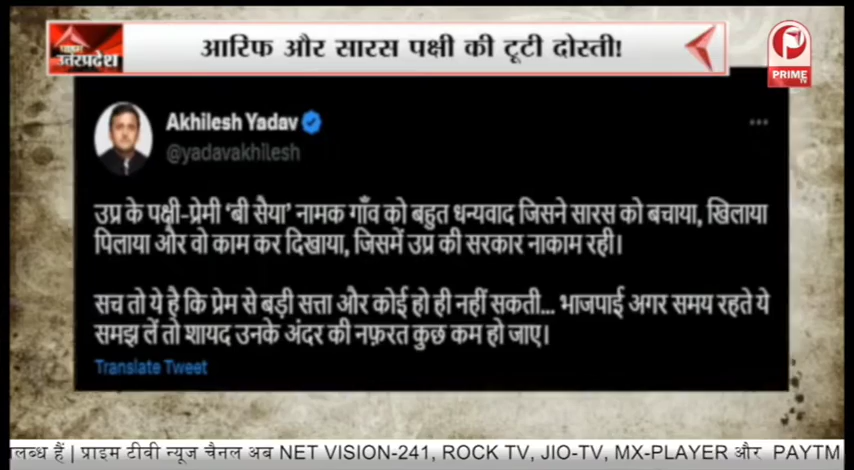 प्राइम
उत्तरप्रदेश
आरिफ और सारस पक्षी की टूटी दोस्ती!
PRIME
TV
Akhilesh Yadav
@yadavakhilesh
उप्र के पक्षी-प्रेमी ‘बी सैया’ नामक गाँव को बहुत धन्यवाद जिसने सारस को बचाया, खिलाया
पिलाया और वो काम कर दिखाया, जिसमें उप्र की सरकार नाकाम रही।
सच तो ये है कि प्रेम से बड़ी सत्ता और कोई हो ही नहीं सकती... भाजपाई अगर समय रहते ये
समझ लें तो शायद उनके अंदर की नफ़रत कुछ कम हो जाए।
Translate Tweet
लब्ध हैं | प्राइम टीवी न्यूज चैनल अब NET VISION-241, ROCK TV, JIO-TV, MX-PLAYER और PAYTM